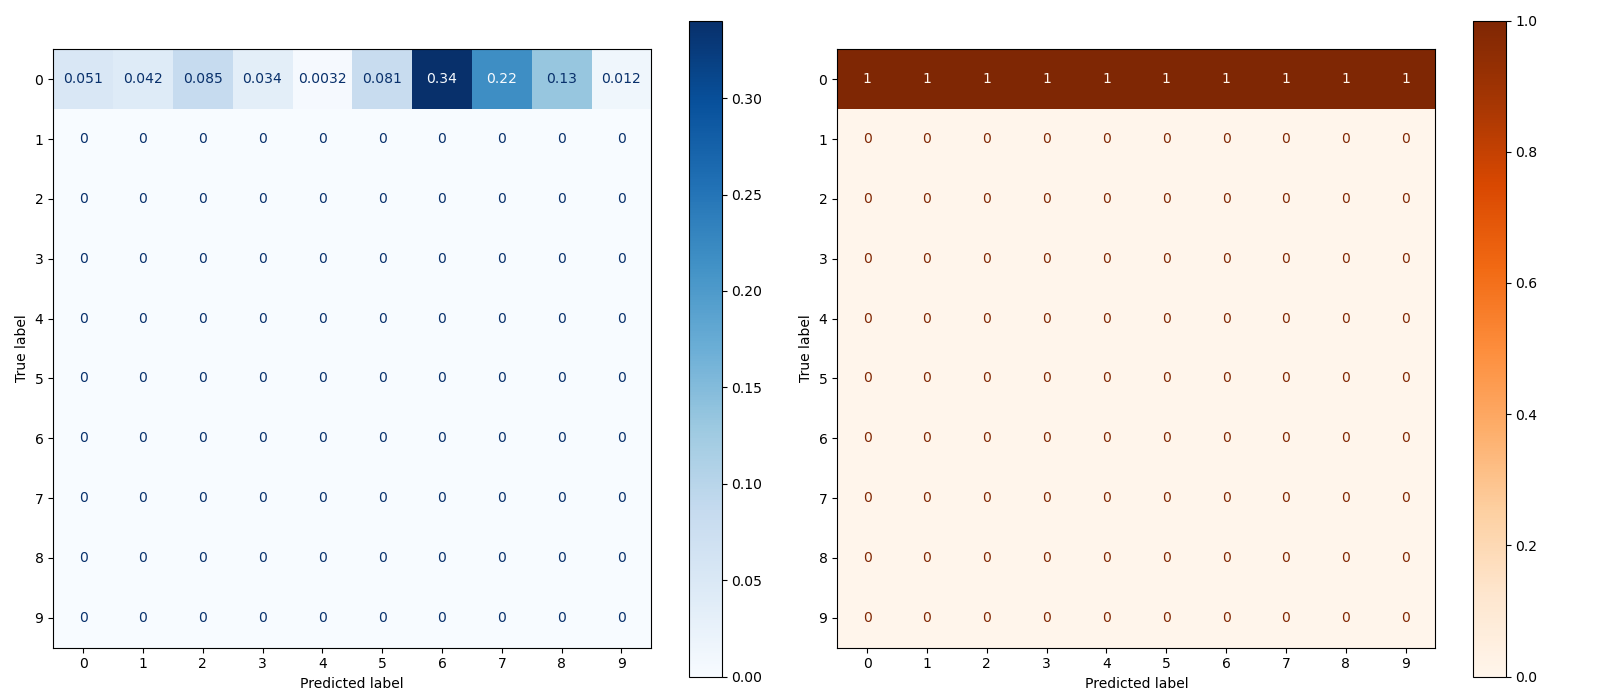 0 0.051 0.042 0.085 0.034 0.0032 0.081 0.34 0.22 0.13 0.012
1 0 0 0 0 0 0 0 0 0 0
2 0 0 0 0 0 0 0 0 0 0
3 0 0 0 0 0 0 0 0 0 0
4 0 0 0 0 0 0 0 0 0 0
5 0 0 0 0 0 0 0 0 0 0
6 0 0 0 0 0 0 0 0 0 0
7 0 0 0 0 0 0 0 0 0 0
8 0 0 0 0 0 0 0 0 0 0
9 0 0 0 0 0 0 0 0 0 0
0 1 2 3 4 5 6 7 8 9
True label
Predicted label
0.30
0.25
0.20
0.15
0.10
0.05
0.00
0 1 1 1 1 1 1 1 1 1 1
1 0 0 0 0 0 0 0 0 0 0
2 0 0 0 0 0 0 0 0 0 0
3 0 0 0 0 0 0 0 0 0 0
4 0 0 0 0 0 0 0 0 0 0
5 0 0 0 0 0 0 0 0 0 0
6 0 0 0 0 0 0 0 0 0 0
7 0 0 0 0 0 0 0 0 0 0
8 0 0 0 0 0 0 0 0 0 0
9 0 0 0 0 0 0 0 0 0 0
0 1 2 3 4 5 6 7 8 9
True label
Predicted label
1.0
0.8
0.6
0.4
0.2
0.0